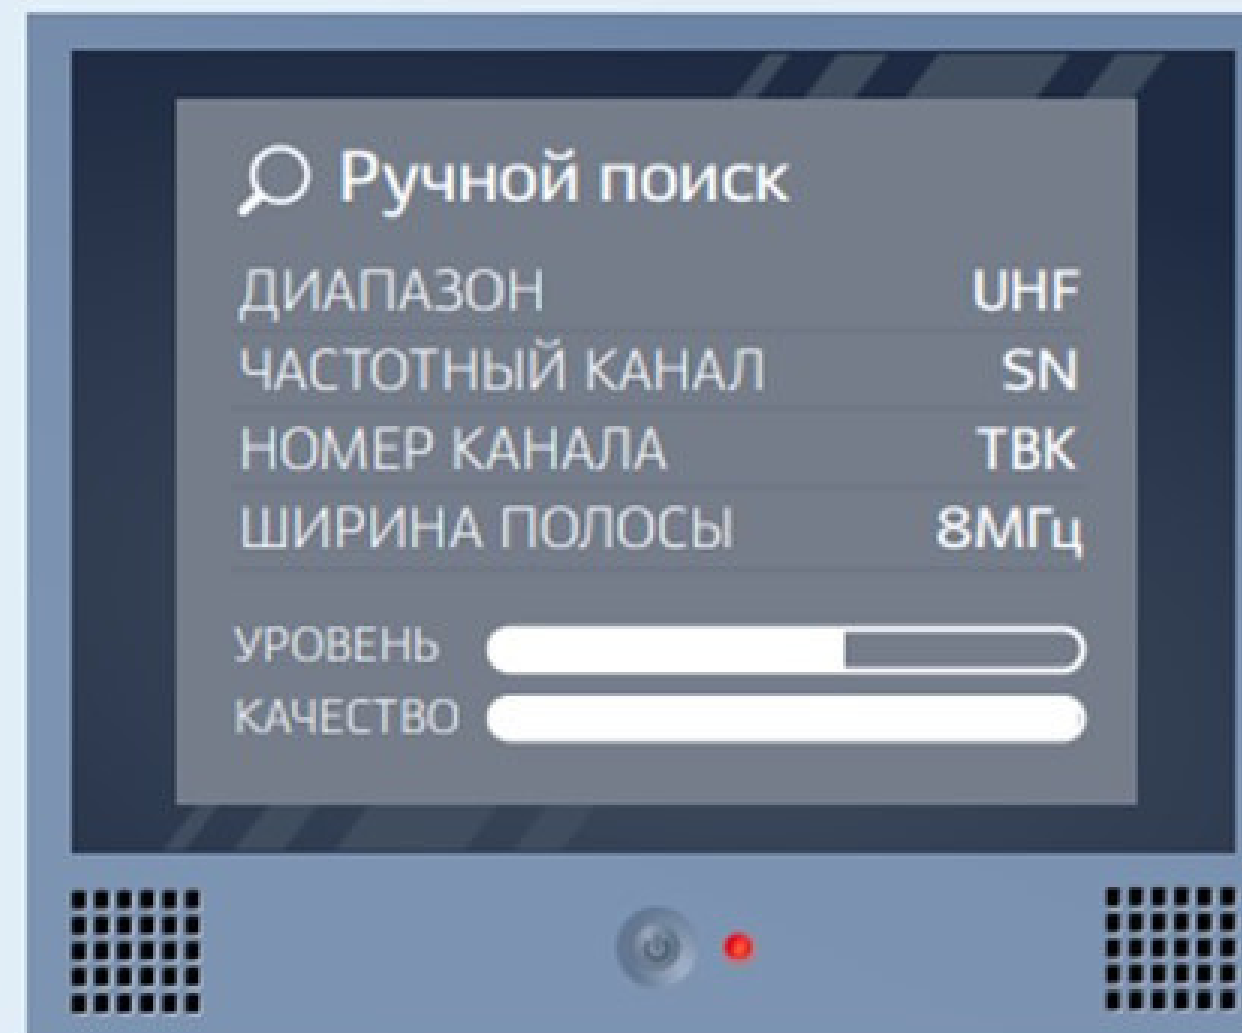 Ручной поиск
ДИАПАЗОН UHF
ЧАСТОТНЫЙ КАНАЛ SN
НОМЕР КАНАЛА ТВК
ШИРИНА ПОЛОСЫ 8МГц
УРОВЕНЬ
КАЧЕСТВО